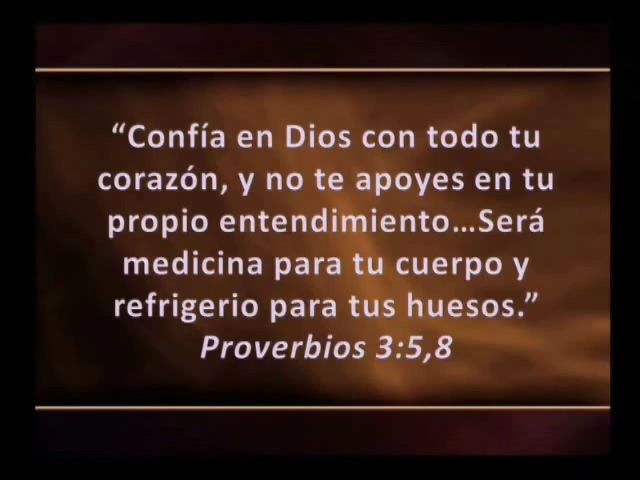 “Confía en Dios con todo tu
corazón, y no te apoyes en tu
propio entendimiento…Será
medicina para tu cuerpo y
refrigerio para tus huesos.”
Proverbios 3:5,8